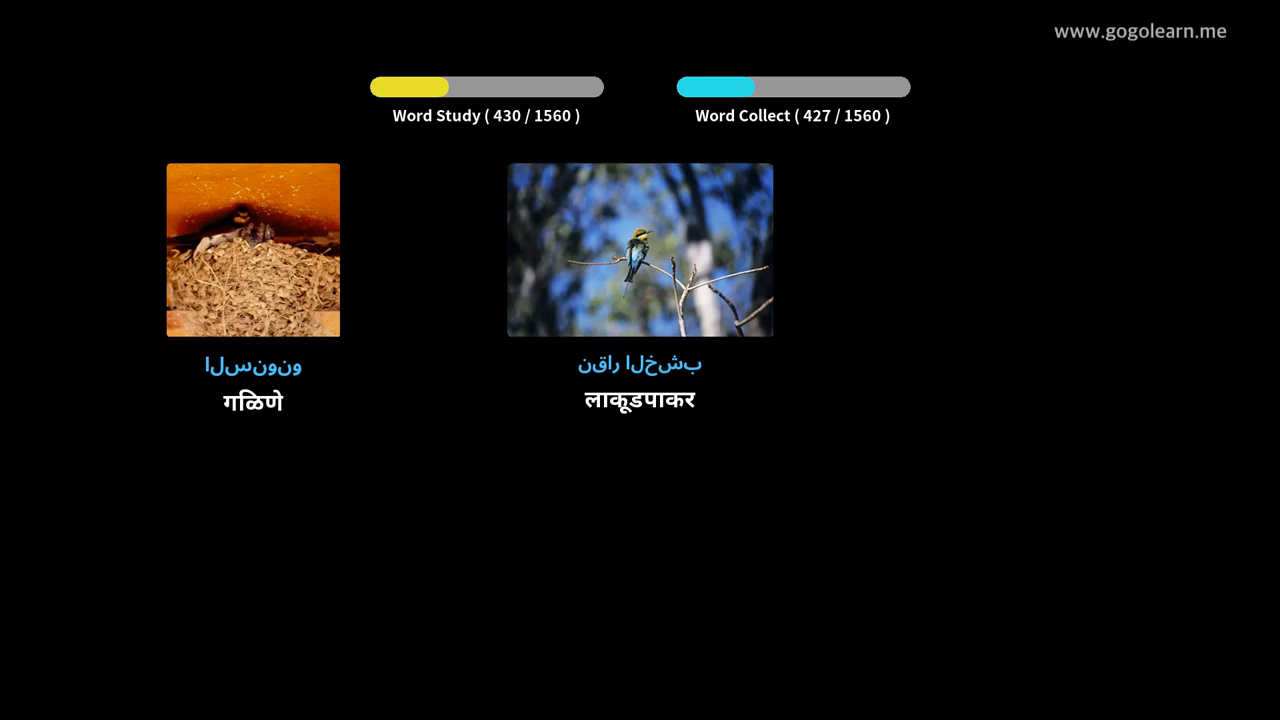 www.gogolearn.me
Word Study ( 430 / 1560 )
Word Collect ( 427 / 1560 )
السنونو
गळिणे
نقار الخشب
लाकूडपाकर